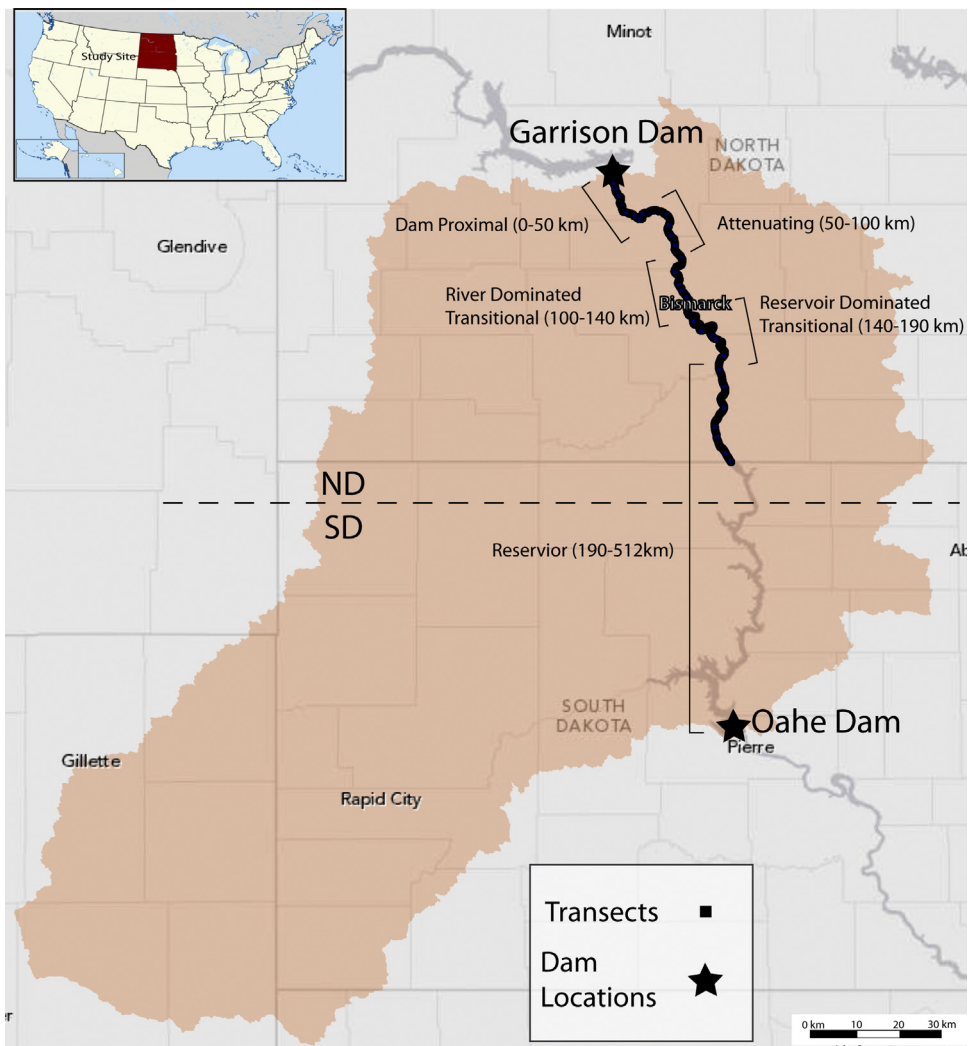 Study Site
Minot
Garrison Dam
NORTH
DAKOTA
Dam Proximal (0-50 km)
Attenuating (50-100 km)
Glendive
River Dominated
Transitional (100-140 km)
Bismarck
Reservoir Dominated
Transitional (140-190 km)
ND
SD
Reservior (190-512km)
Ab
SOUTH
DAKOTA
Oahe Dam
Pierre
Gillette
Rapid City
Transects
Dam
Locations
er
0 km 10 20 30 km